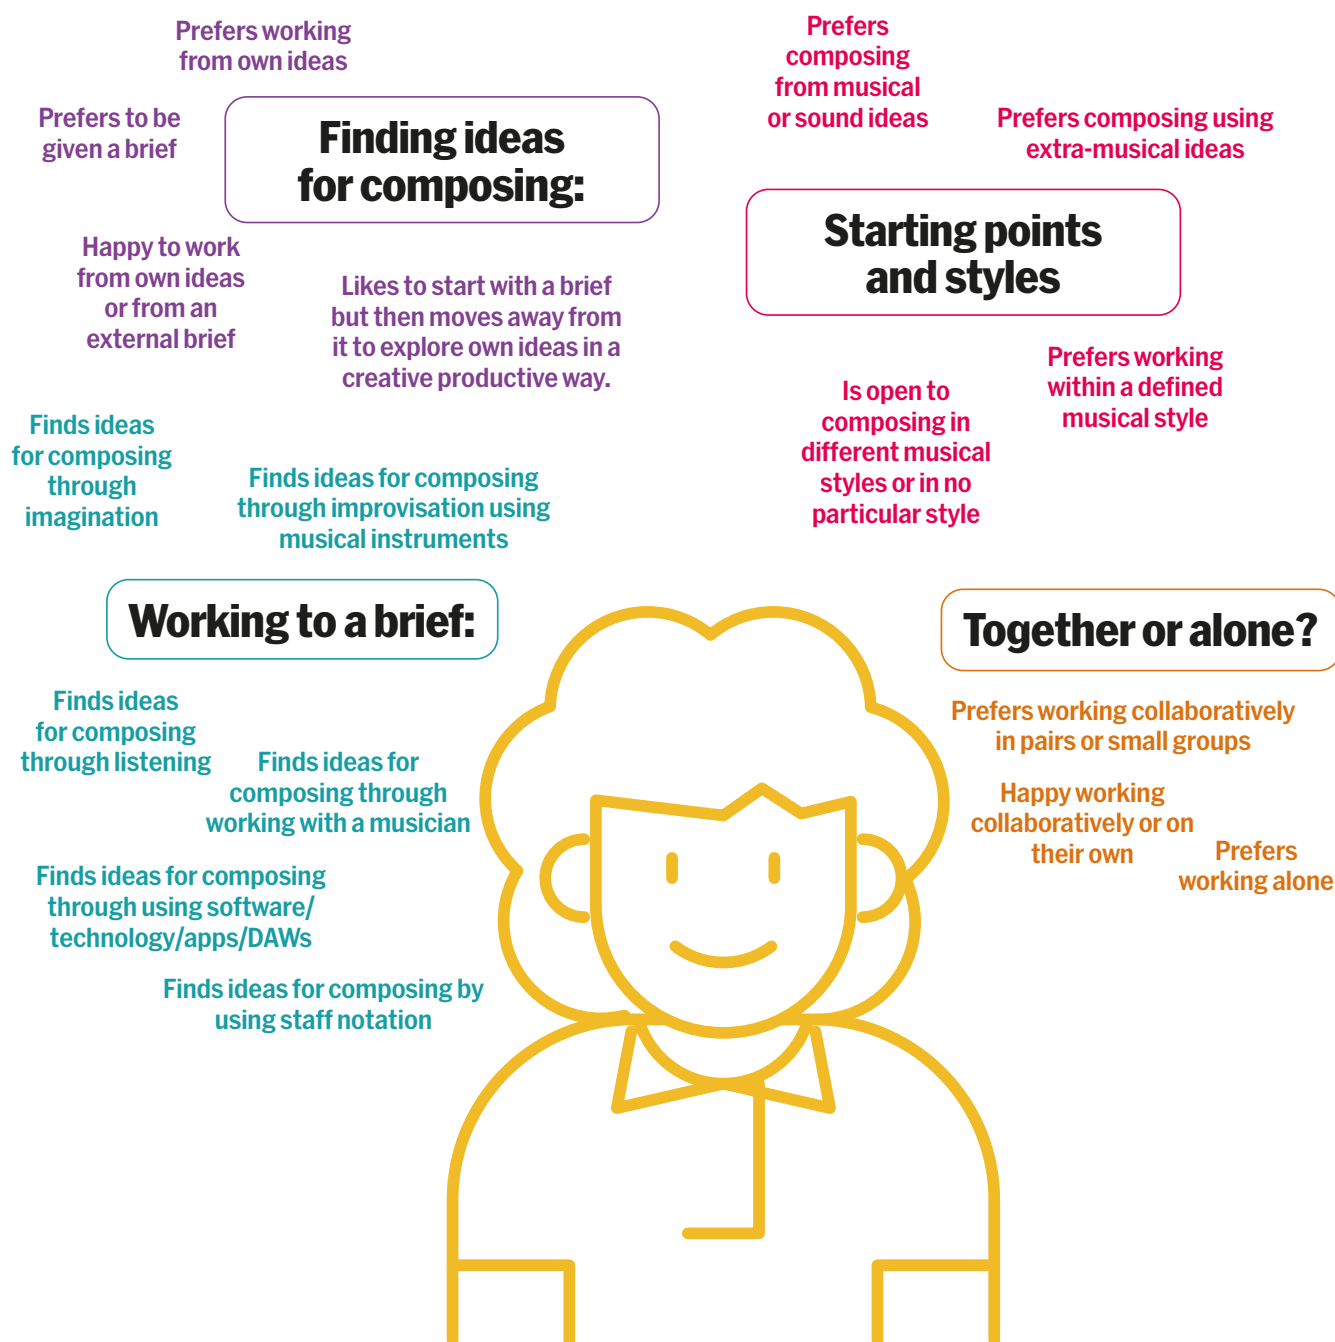 Prefers working
from own ideas
Prefers to be
given a brief
Finding ideas
for composing:
Happy to work
from own ideas
or from an
external brief
Likes to start with a brief
but then moves away from
it to explore own ideas in a
creative productive way.
Prefers
composing
from musical
or sound ideas
Prefers composing using
extra-musical ideas
Starting points
and styles
Is open to
composing in
different musical
styles or in no
particular style
Prefers working
within a defined
musical style
Finds ideas
for composing
through
imagination
Finds ideas for composing
through improvisation using
musical instruments
Working to a brief:
Finds ideas
for composing
through listening
Finds ideas for
composing through
working with a musician
Finds ideas for composing
through using software/
technology/apps/DAWs
Finds ideas for composing by
using staff notation
Together or alone?
Prefers working collaboratively
in pairs or small groups
Happy working
collaboratively or on
their own
Prefers
working alone